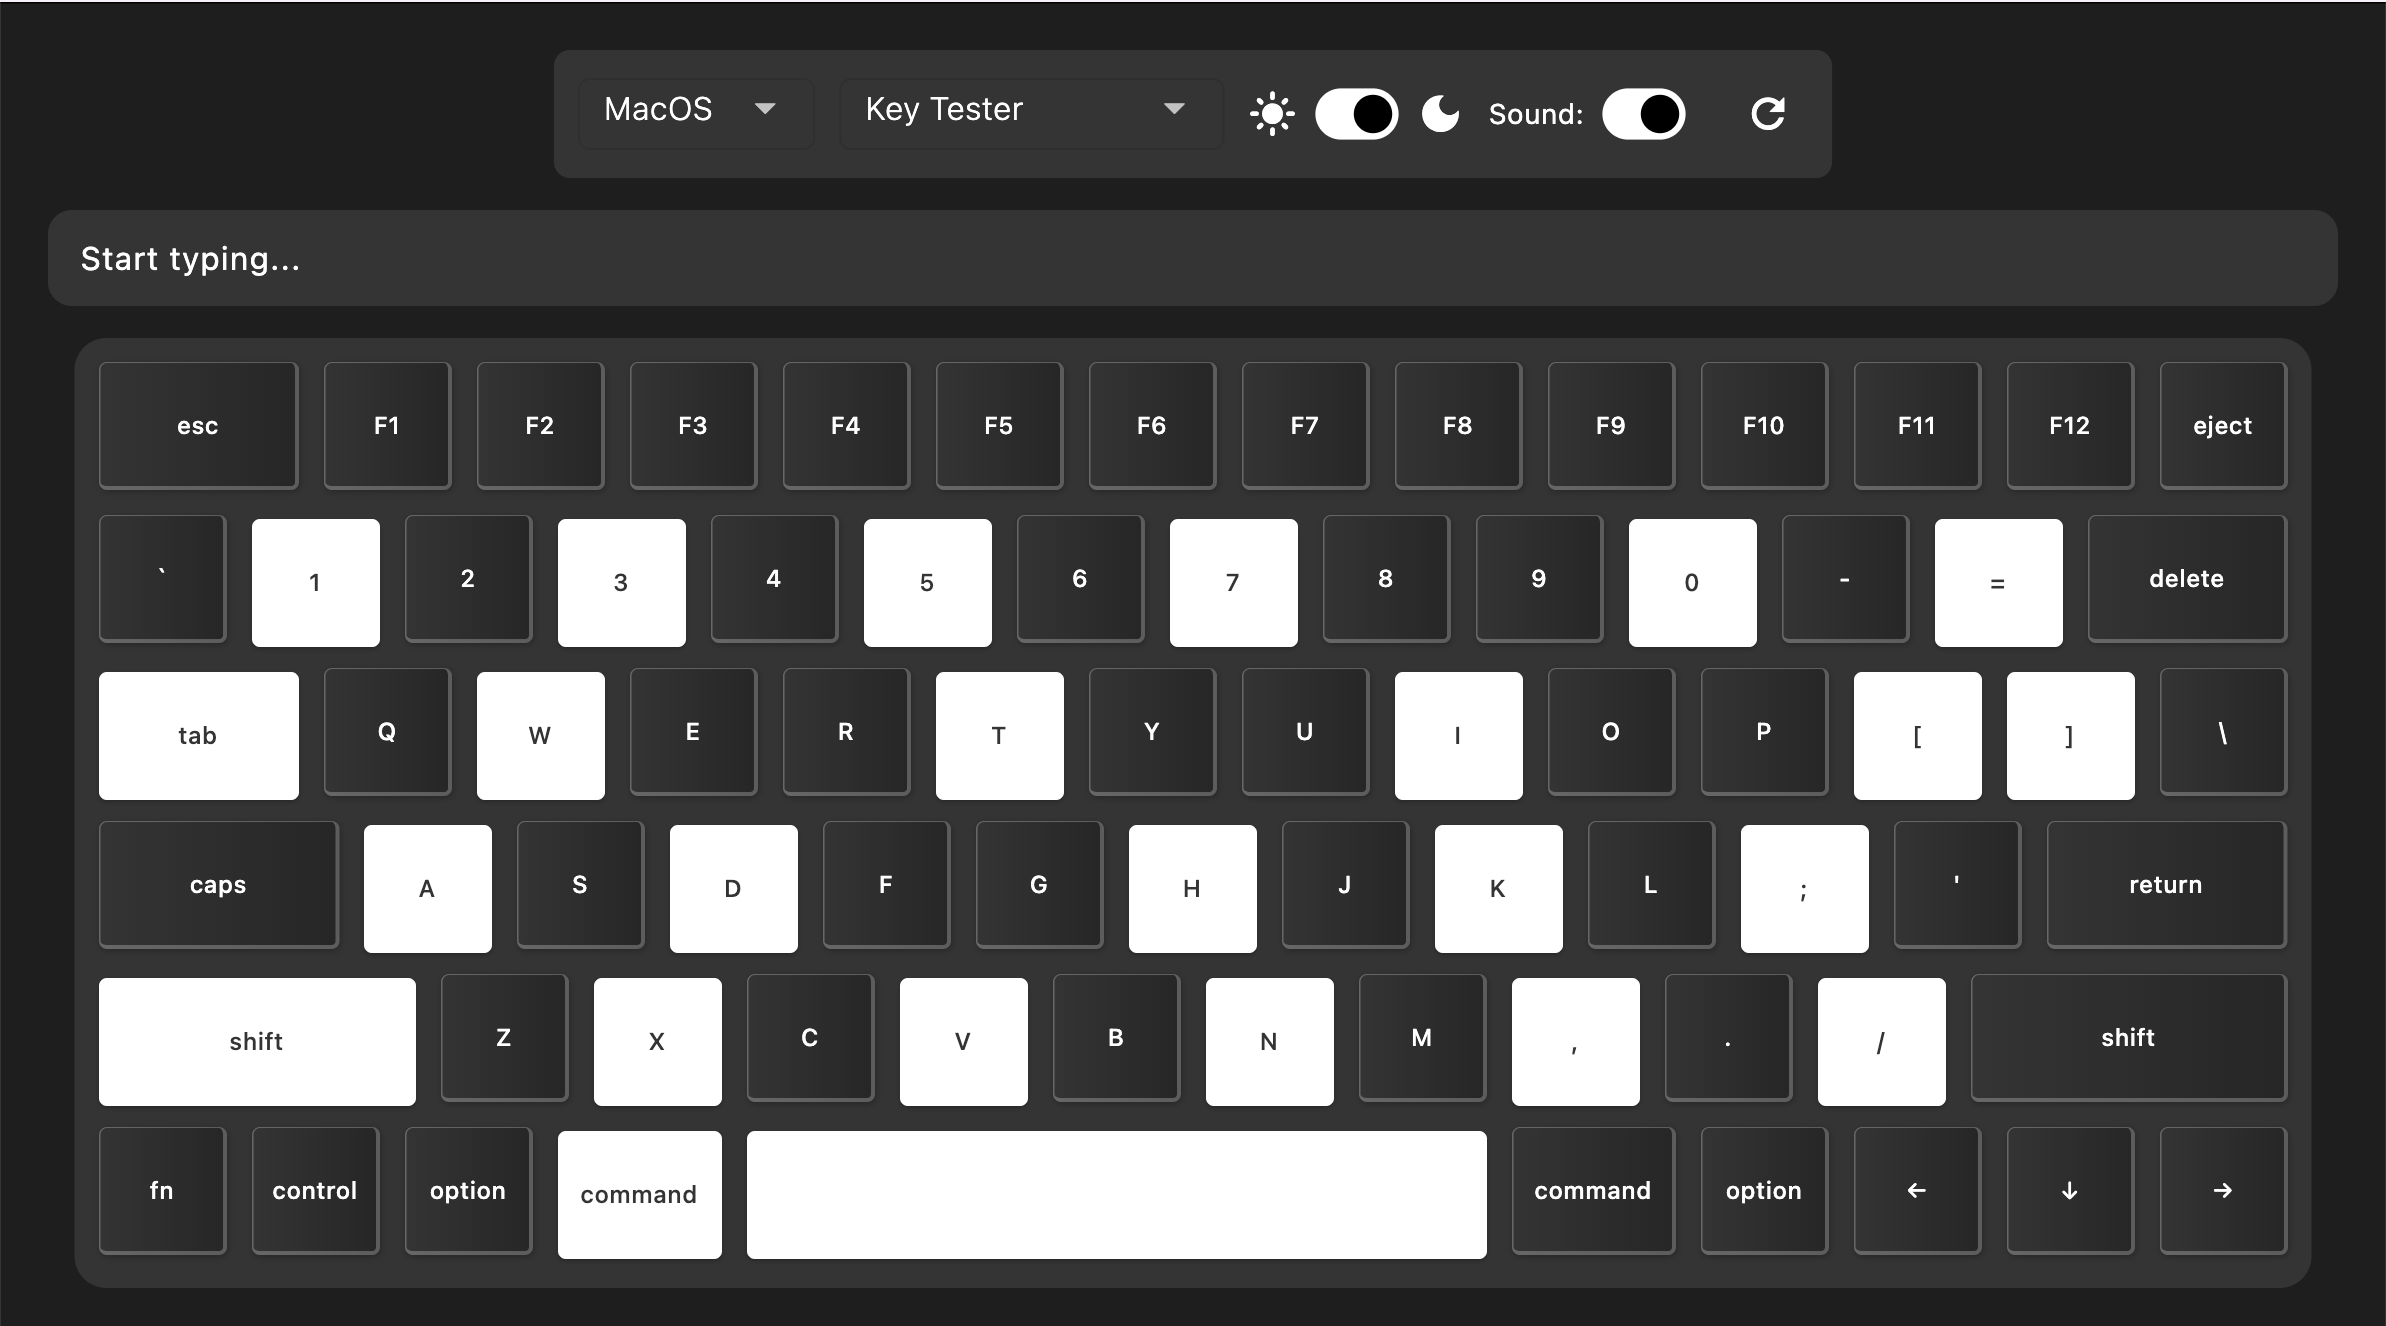 MacOS Key Tester Sound:
Start typing...
esc F1 F2 F3 F4 F5 F6 F7 F8 F9 F10 F11 F12 eject
` 1 2 3 4 5 6 7 8 9 0 - = delete
tab Q W E R T Y U I O P [ ] \
caps A S D F G H J K L ; ' return
shift Z X C V B N M , . / shift
fn control option command command option ← ↓ →